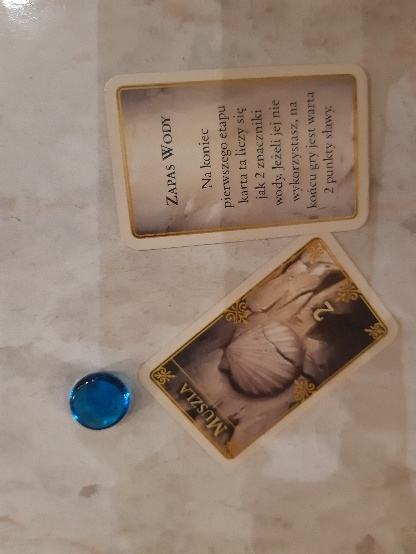 ZAPAS WODY
Na koniec
pierwszego etapu
karta ta liczy się
jak 2 znaczniki
wody. Jeżeli jej nie
wykorzystasz, na
końcu gry jest warta
2 punkty sławy.
MUSZLA
2